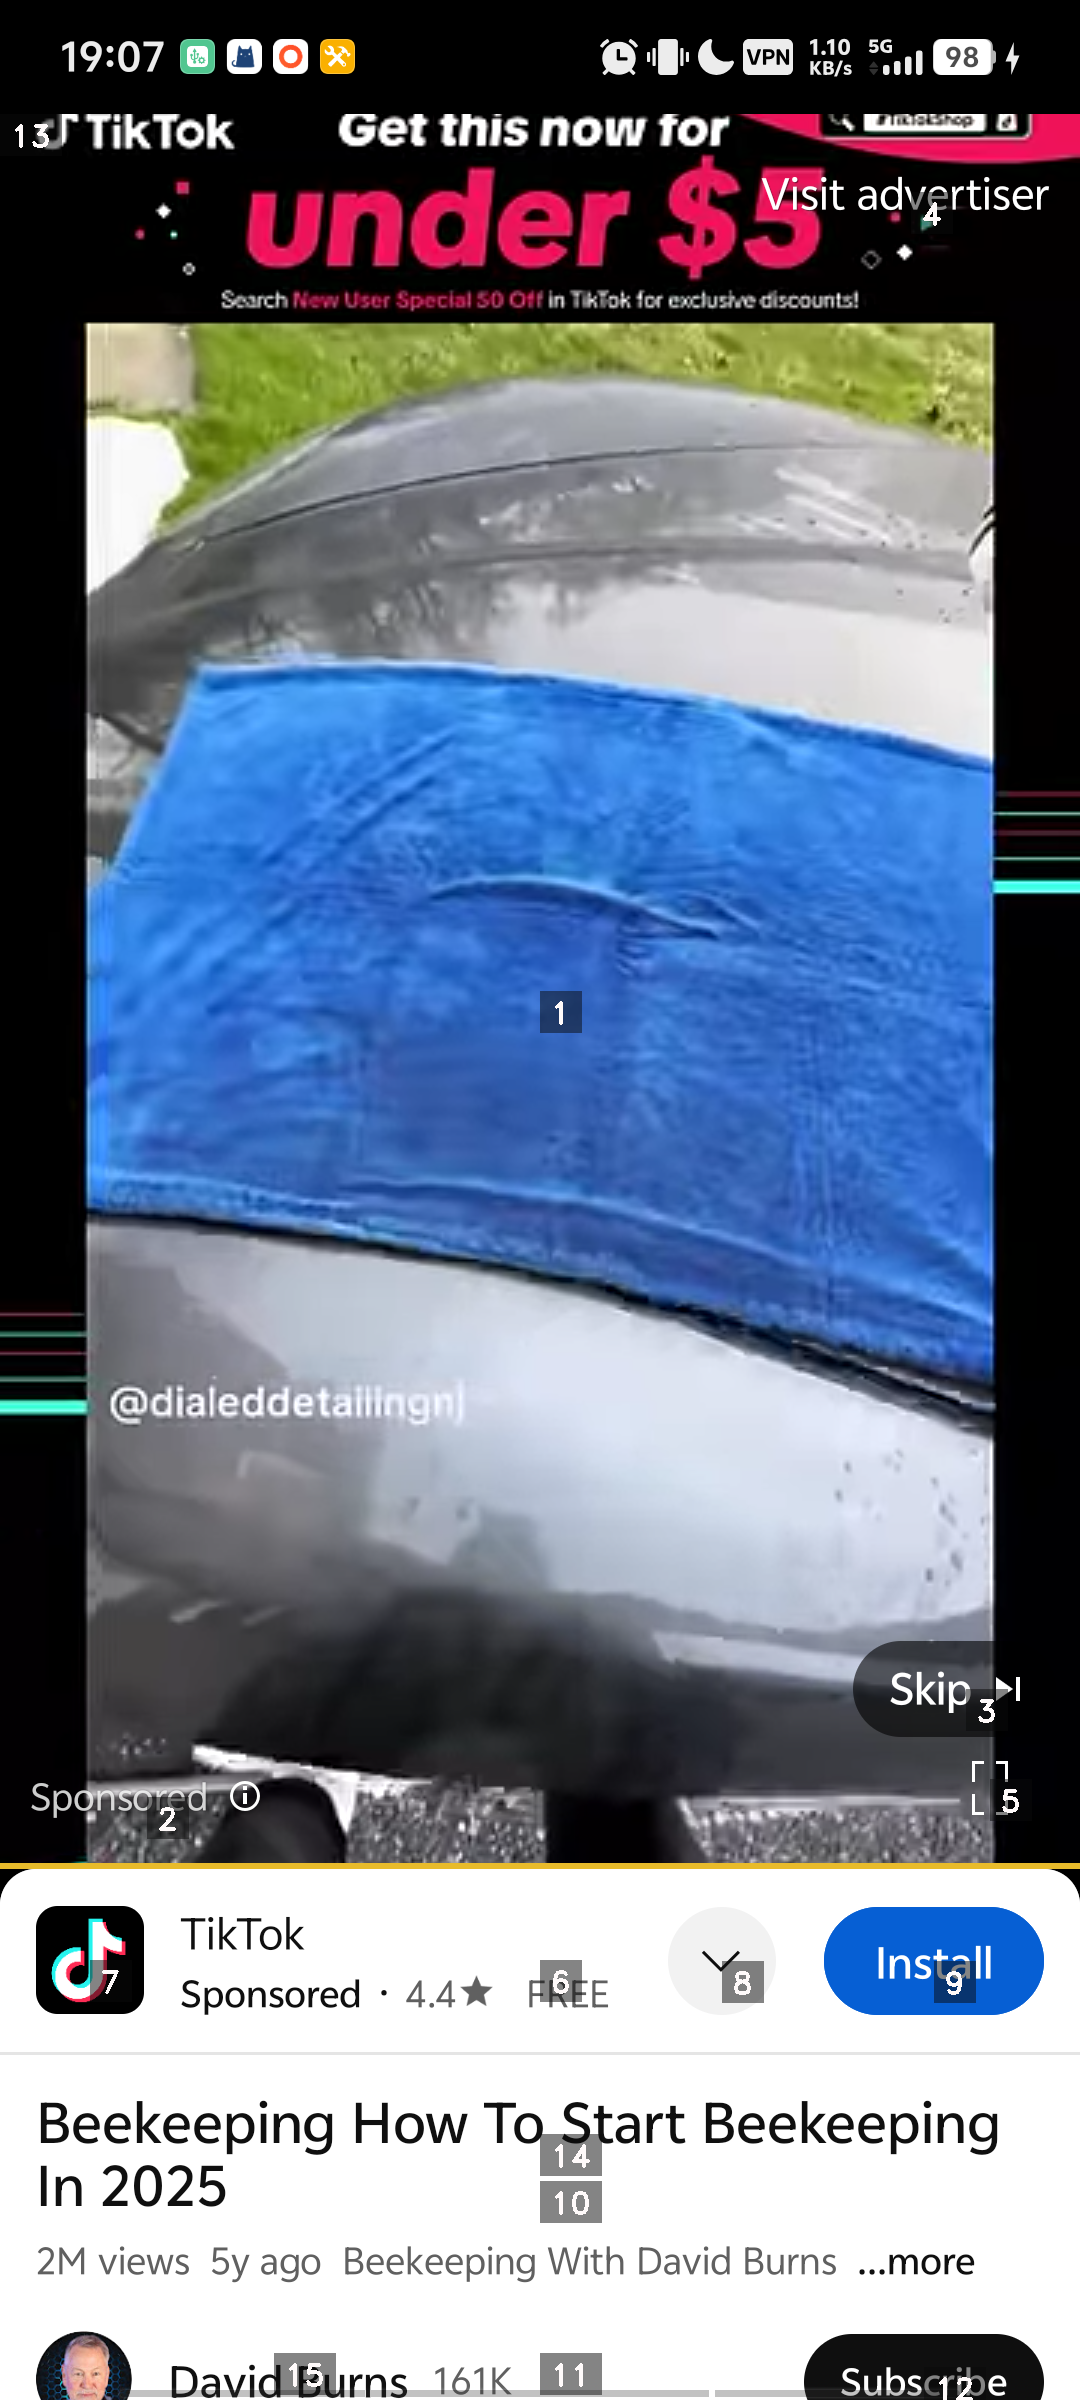 19:07
VPN
1.10 KB/s
5G
98
13
TikTok
Get this now for
#TikTokShop
under $5
Visit advertiser
4
Search New User Special 50 Off in TikTok for exclusive discounts!
1
@dialeddetailingnj
Skip
3
Sponsored
2
5
TikTok
Sponsored · 4.4★ FREE
7
6
8
Install
9
Beekeeping How To Start Beekeeping
In 2025
14
10
2M views 5y ago Beekeeping With David Burns ...more
David Burns 161K
15
11
Subscribe
12